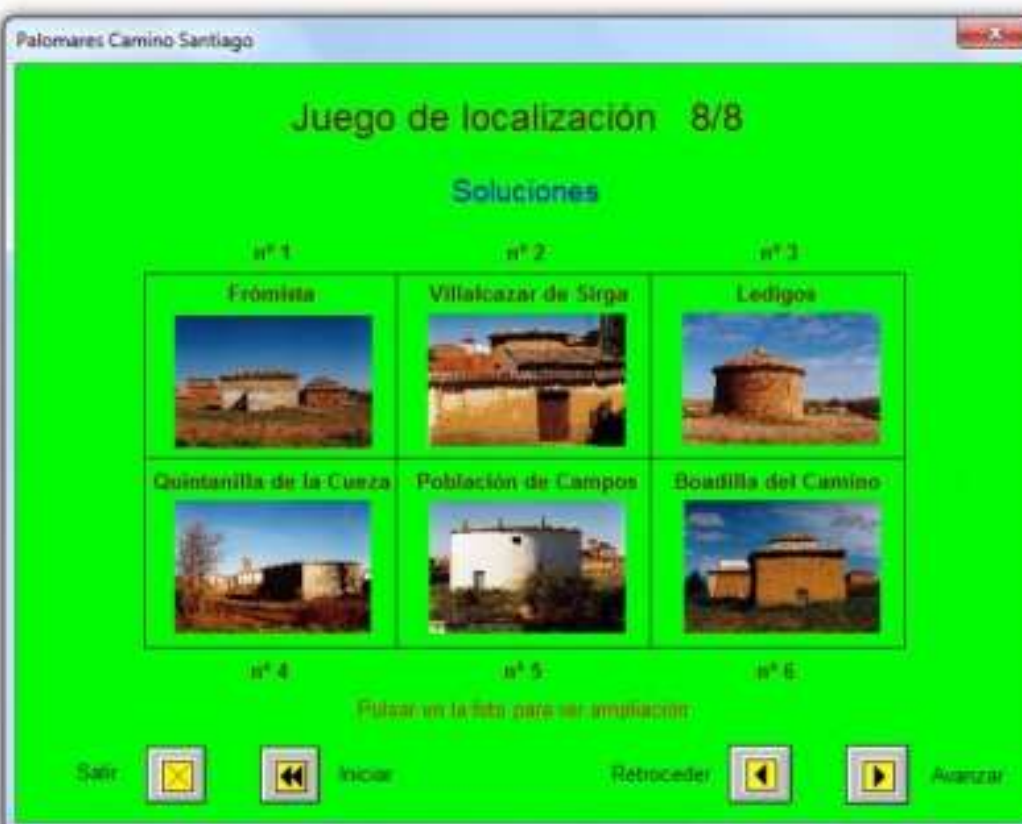 Palomares Camino Santiago
Juego de localización 8/8
Soluciones
nº 1 nº 2 nº 3
Frómista Villalcazar de Sirga Ledigos
Quintanilla de la Cueza Población de Campos Boadilla del Camino
nº 4 nº 5 nº 6
Pulsar en la foto para ver ampliación
Salir Iniciar Retroceder Avanzar